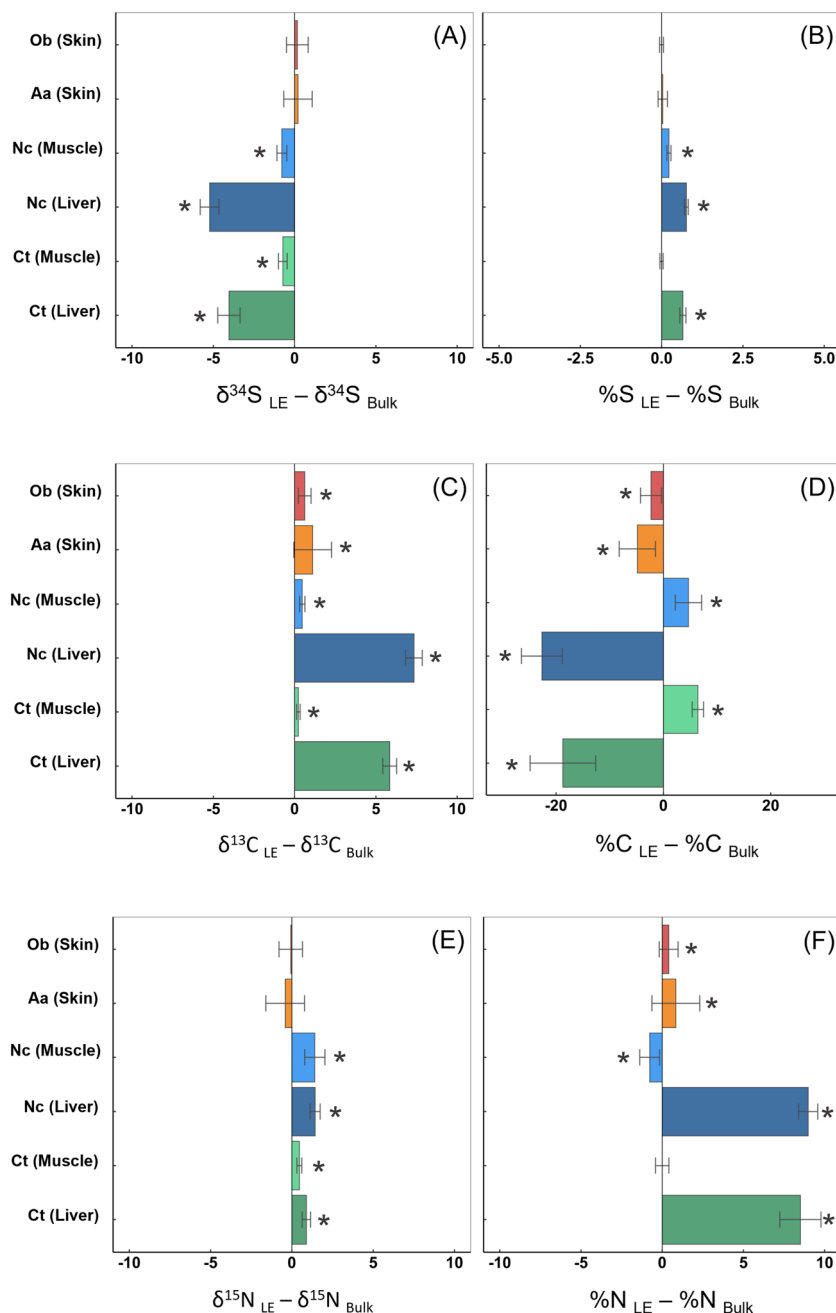 (A)
Ob (Skin)
Aa (Skin)
Nc (Muscle)
*
Nc (Liver)
*
Ct (Muscle)
*
Ct (Liver)
*
-10 -5 0 5 10
δ³⁴S LE – δ³⁴S Bulk
(B)
*
*
*
-5.0 -2.5 0.0 2.5 5.0
%S LE – %S Bulk
(C)
Ob (Skin)
*
Aa (Skin)
*
Nc (Muscle)
*
Nc (Liver)
*
Ct (Muscle)
*
Ct (Liver)
*
-10 -5 0 5 10
δ¹³C LE – δ¹³C Bulk
(D)
*
*
*
*
*
*
-20 0 20
%C LE – %C Bulk
(E)
Ob (Skin)
Aa (Skin)
Nc (Muscle)
*
Nc (Liver)
*
Ct (Muscle)
*
Ct (Liver)
*
-10 -5 0 5 10
δ¹⁵N LE – δ¹⁵N Bulk
(F)
*
*
*
*
*
-10 -5 0 5 10
%N LE – %N Bulk